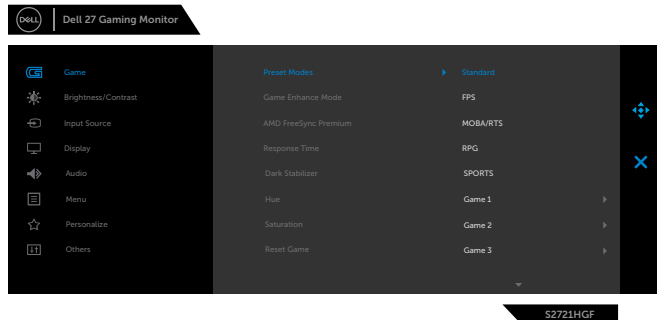 DELL
Dell 27 Gaming Monitor
Game
Brightness/Contrast
Input Source
Display
Audio
Menu
Personalize
Others
Preset Modes
Game Enhance Mode
AMD FreeSync Premium
Response Time
Dark Stabilizer
Hue
Saturation
Reset Game
Standard
FPS
MOBA/RTS
RPG
SPORTS
Game 1
Game 2
Game 3
S2721HGF